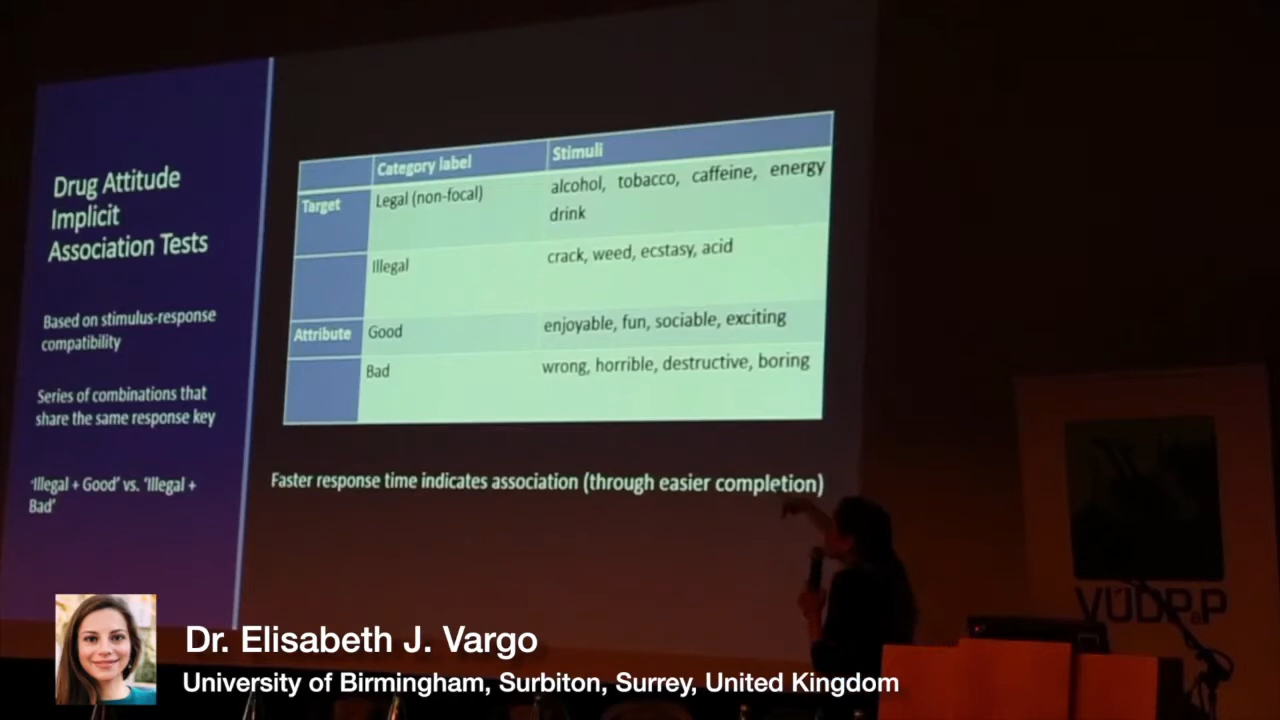 Drug Attitude
Implicit
Association Tests
Based on stimulus-response
compatibility
Series of combinations that
share the same response key
'Illegal + Good' vs. 'Illegal +
Bad'
Category label Stimuli
Target Legal (non-focal) alcohol, tobacco, caffeine, energy
drink
Illegal crack, weed, ecstasy, acid
Attribute Good enjoyable, fun, sociable, exciting
Bad wrong, horrible, destructive, boring
Faster response time indicates association (through easier completion)
VÚDPaP
Dr. Elisabeth J. Vargo
University of Birmingham, Surbiton, Surrey, United Kingdom